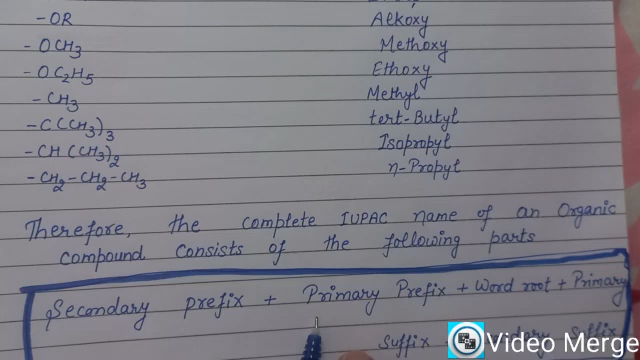 -OR Alkoxy
-OCH3 Methoxy
-OC2H5 Ethoxy
-CH3 Methyl
-C(CH3)3 tert-Butyl
-CH(CH3)2 Isopropyl
-CH2-CH2-CH3 n-Propyl
Therefore, the complete IUPAC name of an Organic
compound consists of the following parts
Secondary prefix + Primary Prefix + Word root + Primary
Suffix Suffix
Video Merge